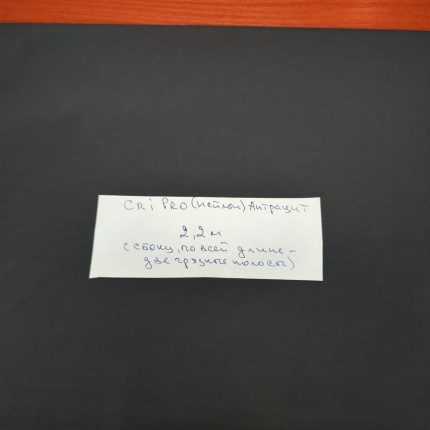 CRi PRO (нейлон) Антрацит
2,2 м
(сбоку, по всей длине -
две грязные полосы)